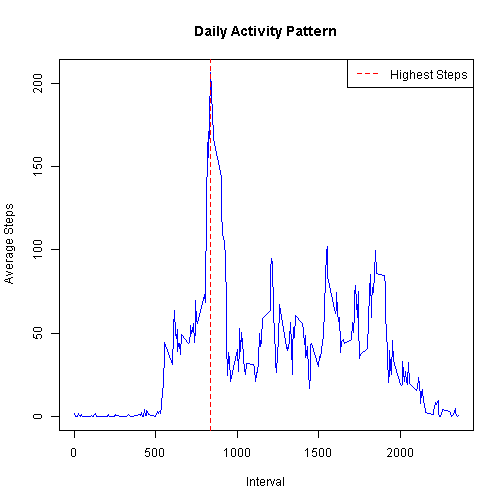 Daily Activity Pattern
Highest Steps
Average Steps
200
150
100
50
0
0 500 1000 1500 2000
Interval